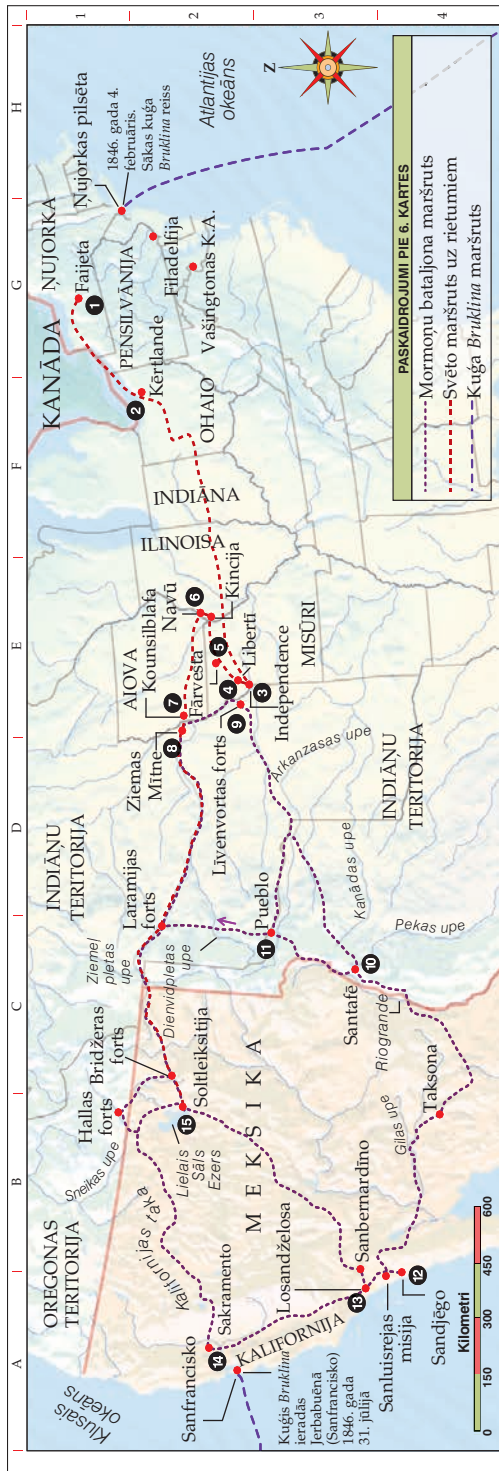 A
B
C
D
E
F
G
H
1
2
3
4
Klusais
okeāns
OREGONAS
TERITORIJA
Sneikas upe
Hallas
forts
Bridžeras
forts
Ziemeļ
pletas
upe
Dienvidpletas
upe
INDIĀŅU
TERITORIJA
Laramijas
forts
Ziemas
Mītne
8
7
AIOVA
Kounsilblafa
Navū
6
Kincija
ILINOISA
INDIĀNA
OHAIO
2
Kērtlande
KANĀDA
PENSILVĀNIJA
1
Faijeta
ŅUJORKA
Ņujorkas pilsēta
1846. gada 4.
februāris.
Sākas kuģa
Bruklina reiss
Atlantijas
okeāns
Z
Filadelfija
Vašingtonas K.A.
Kalifornijas taka
Lielais
Sāls
Ezers
15
Soltleiksitija
MEKSIKA
Sanfrancisko
14
Sakramento
KALIFORNIJA
Kuģis Bruklina
ieradās
Jerbabuenā
(Sanfrancisko)
1846. gada
31. jūlijā
Losandželosa
13
Sanbernardīno
Sanluisrejas
misija
12
Sandjēgo
Gilas upe
Taksona
Riogrande
Santafē
10
Pekas upe
Kanādas upe
11
Pueblo
Arkanzasas upe
INDIĀŅU
TERITORIJA
Līvenvortas forts
9
Fārvesta
5
4
Libertī
3
Independence
MISŪRI
PASKAIDROJUMI PIE 6. KARTES
Mormoņu bataljona maršruts
Svēto maršruts uz rietumiem
Kuģa Bruklina maršruts
0 150 300 450 600
Kilometri